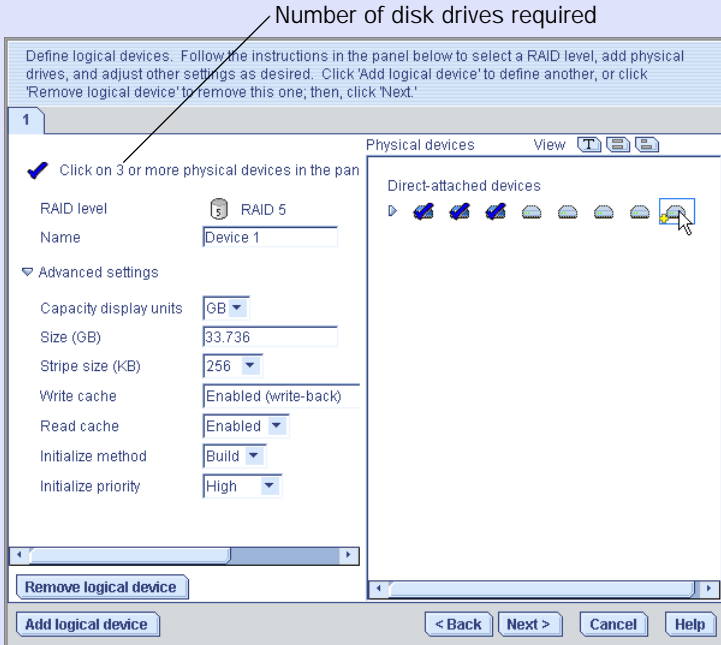 Number of disk drives required
Define logical devices.  Follow the instructions in the panel below to select a RAID level, add physical
drives, and adjust other settings as desired.  Click 'Add logical device' to define another, or click
'Remove logical device' to remove this one; then, click 'Next.'
1
Click on 3 or more physical devices in the pan
RAID level
5
RAID 5
Name
Device 1
Advanced settings
Capacity display units
GB
Size (GB)
33.736
Stripe size (KB)
256
Write cache
Enabled (write-back)
Read cache
Enabled
Initialize method
Build
Initialize priority
High
Physical devices
View
T
Direct-attached devices
Remove logical device
Add logical device
< Back
Next >
Cancel
Help